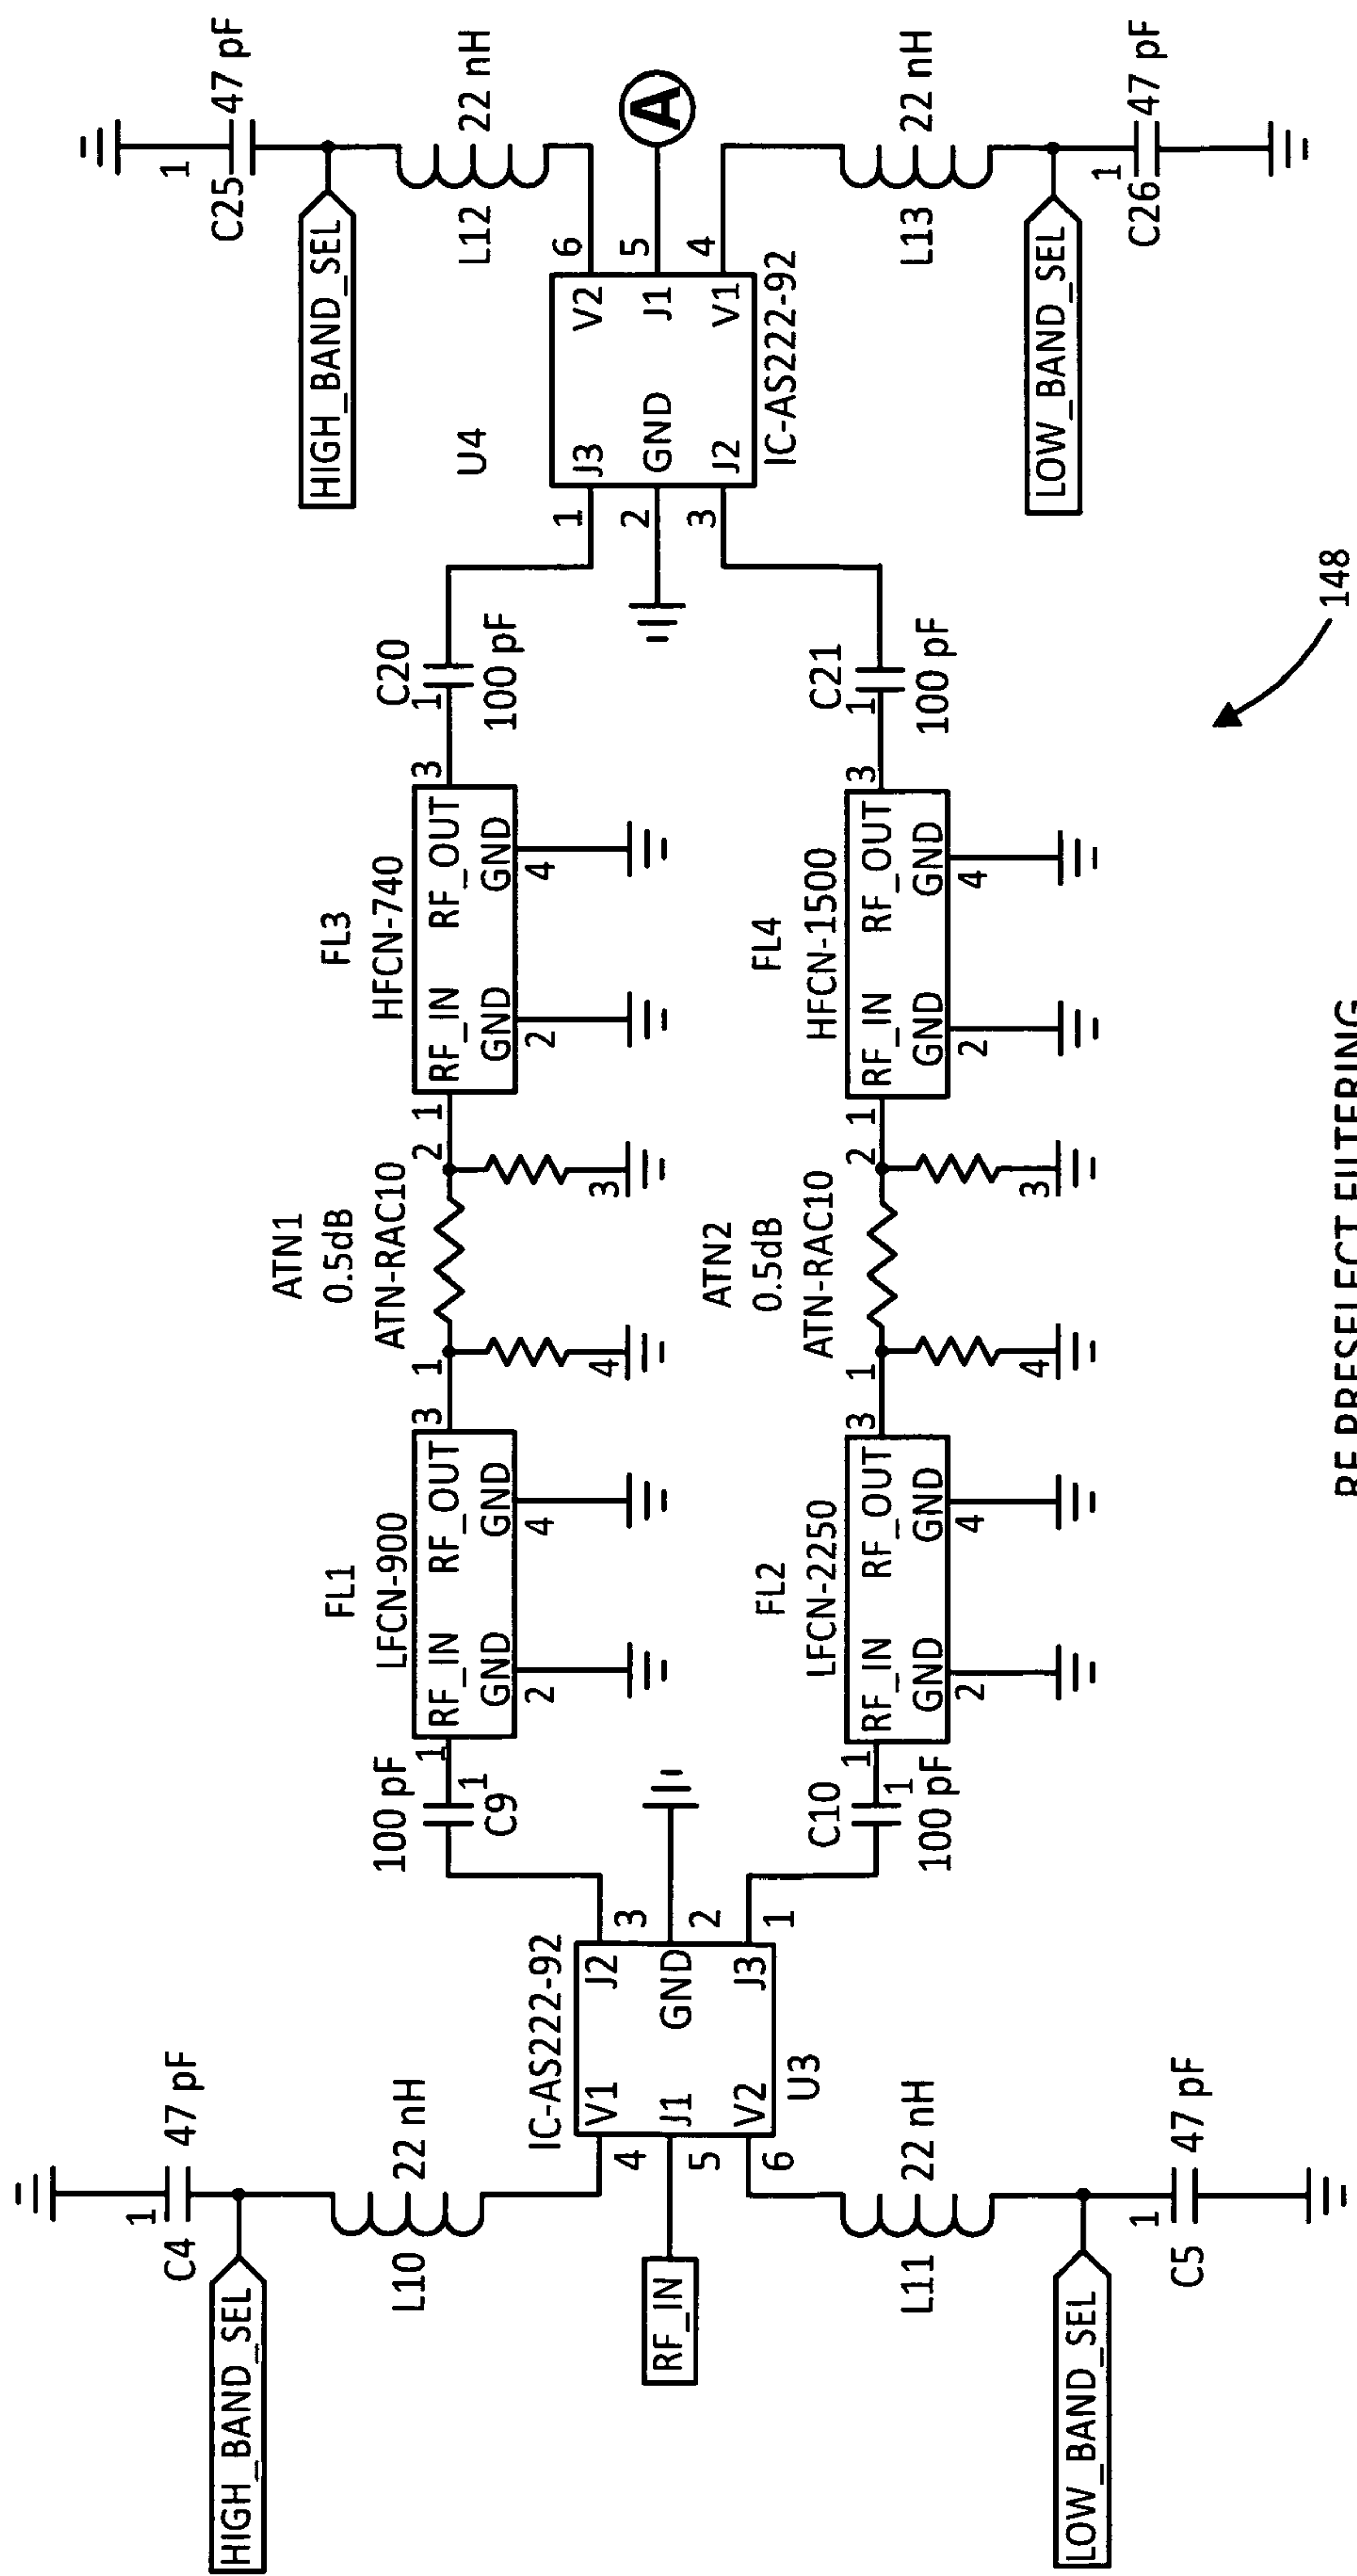 HIGH_BAND_SEL
1
C4
47 pF
L10
22 nH
RF_IN
IC-AS222-92
4
V1
J2
3
5
J1
GND
2
6
V2
J3
1
U3
L11
22 nH
LOW_BAND_SEL
1
C5
47 pF
100 pF
1
C9
1
FL1
LFCN-900
RF_IN
RF_OUT
GND
GND
2
4
3
ATN1
0.5dB
ATN-RAC10
1
2
4
3
FL3
HFCN-740
1
RF_IN
RF_OUT
GND
GND
2
4
3
C20
1
100 pF
C10
1
100 pF
1
FL2
LFCN-2250
RF_IN
RF_OUT
GND
GND
2
4
3
ATN2
0.5dB
ATN-RAC10
1
2
4
3
FL4
HFCN-1500
1
RF_IN
RF_OUT
GND
GND
2
4
3
C21
1
100 pF
U4
1
J3
V2
6
2
GND
J1
5
3
J2
V1
4
IC-AS222-92
HIGH_BAND_SEL
1
C25
47 pF
L12
22 nH
A
L13
22 nH
LOW_BAND_SEL
1
C26
47 pF
148
RF PRESELECT FILTERING